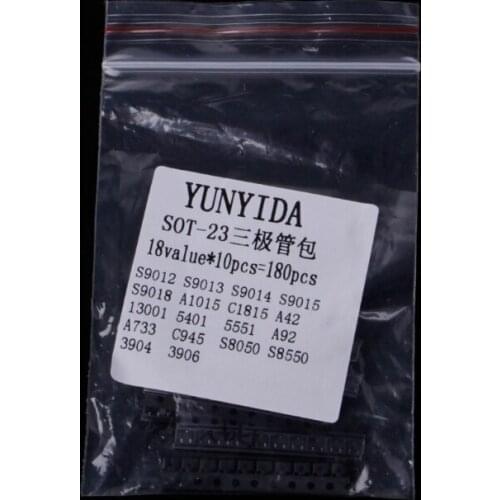 YUNYIDA
SOT-23三极管包
18value*10pcs=180pcs
S9012 S9013 S9014 S9015
S9018 A1015 C1815 A42
13001 5401 5551 A92
A733 C945 S8050 S8550
3904 3906